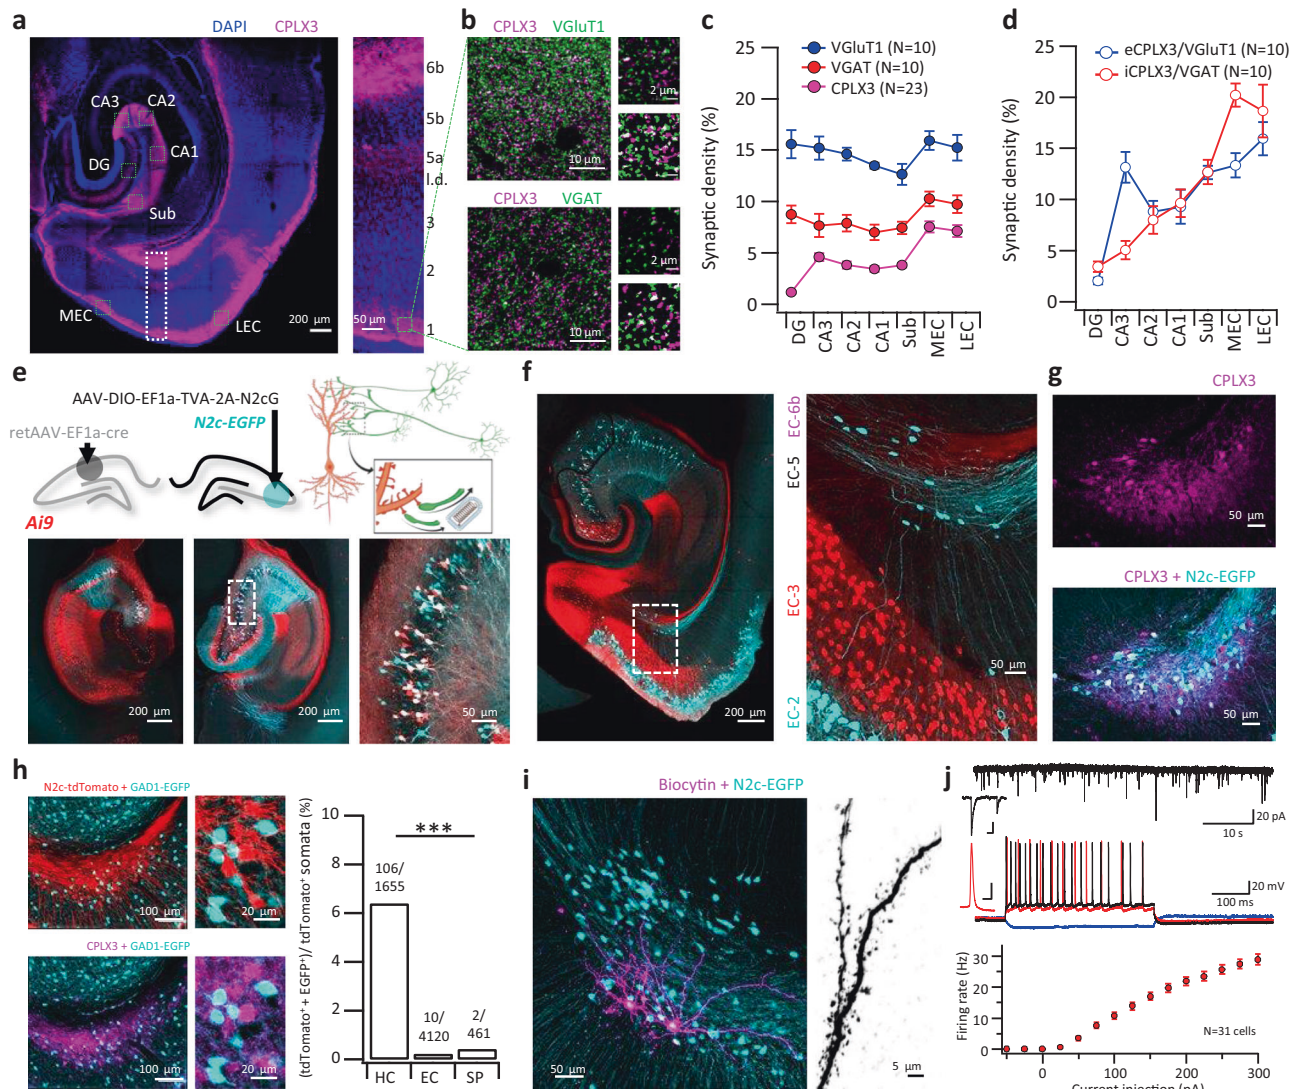 a
DAPI CPLX3
CA3
CA2
CA1
DG
Sub
MEC
LEC
200 μm
6b
5b
5a
l.d.
3
2
1
50 μm
b
CPLX3 VGluT1
10 μm
2 μm
CPLX3
VGAT
10 μm
2 μm
c
VGluT1 (N=10)
VGAT (N=10)
CPLX3 (N=23)
Synaptic density (%)
25
20
15
10
5
0
DG
CA3
CA2
CA1
Sub
MEC
LEC
d
eCPLX3/VGluT1 (N=10)
iCPLX3/VGAT (N=10)
Synaptic density (%)
25
20
15
10
5
0
DG
CA3
CA2
CA1
Sub
MEC
LEC
e
AAV-DIO-EF1a-TVA-2A-N2cG
N2c-EGFP
retAAV-EF1a-cre
Ai9
200 μm
200 μm
50 μm
f
200 μm
EC-6b
EC-5
EC-3
EC-2
50 μm
g
CPLX3
50 μm
CPLX3 + N2c-EGFP
50 μm
h
N2c-tdTomato + GAD1-EGFP
100 μm
20 μm
CPLX3 + GAD1-EGFP
100 μm
20 μm
(tdTomato⁺ + EGFP⁺)/ tdTomato⁺ somata (%)
10
8
6
4
2
0
***
106/
1655
10/
4120
2/
461
HC
EC
SP
i
Biocytin + N2c-EGFP
50 μm
5 μm
j
20 pA
10 s
20 mV
100 ms
Firing rate (Hz)
30
20
10
0
N=31 cells
0
100
200
300
Current injection (pA)